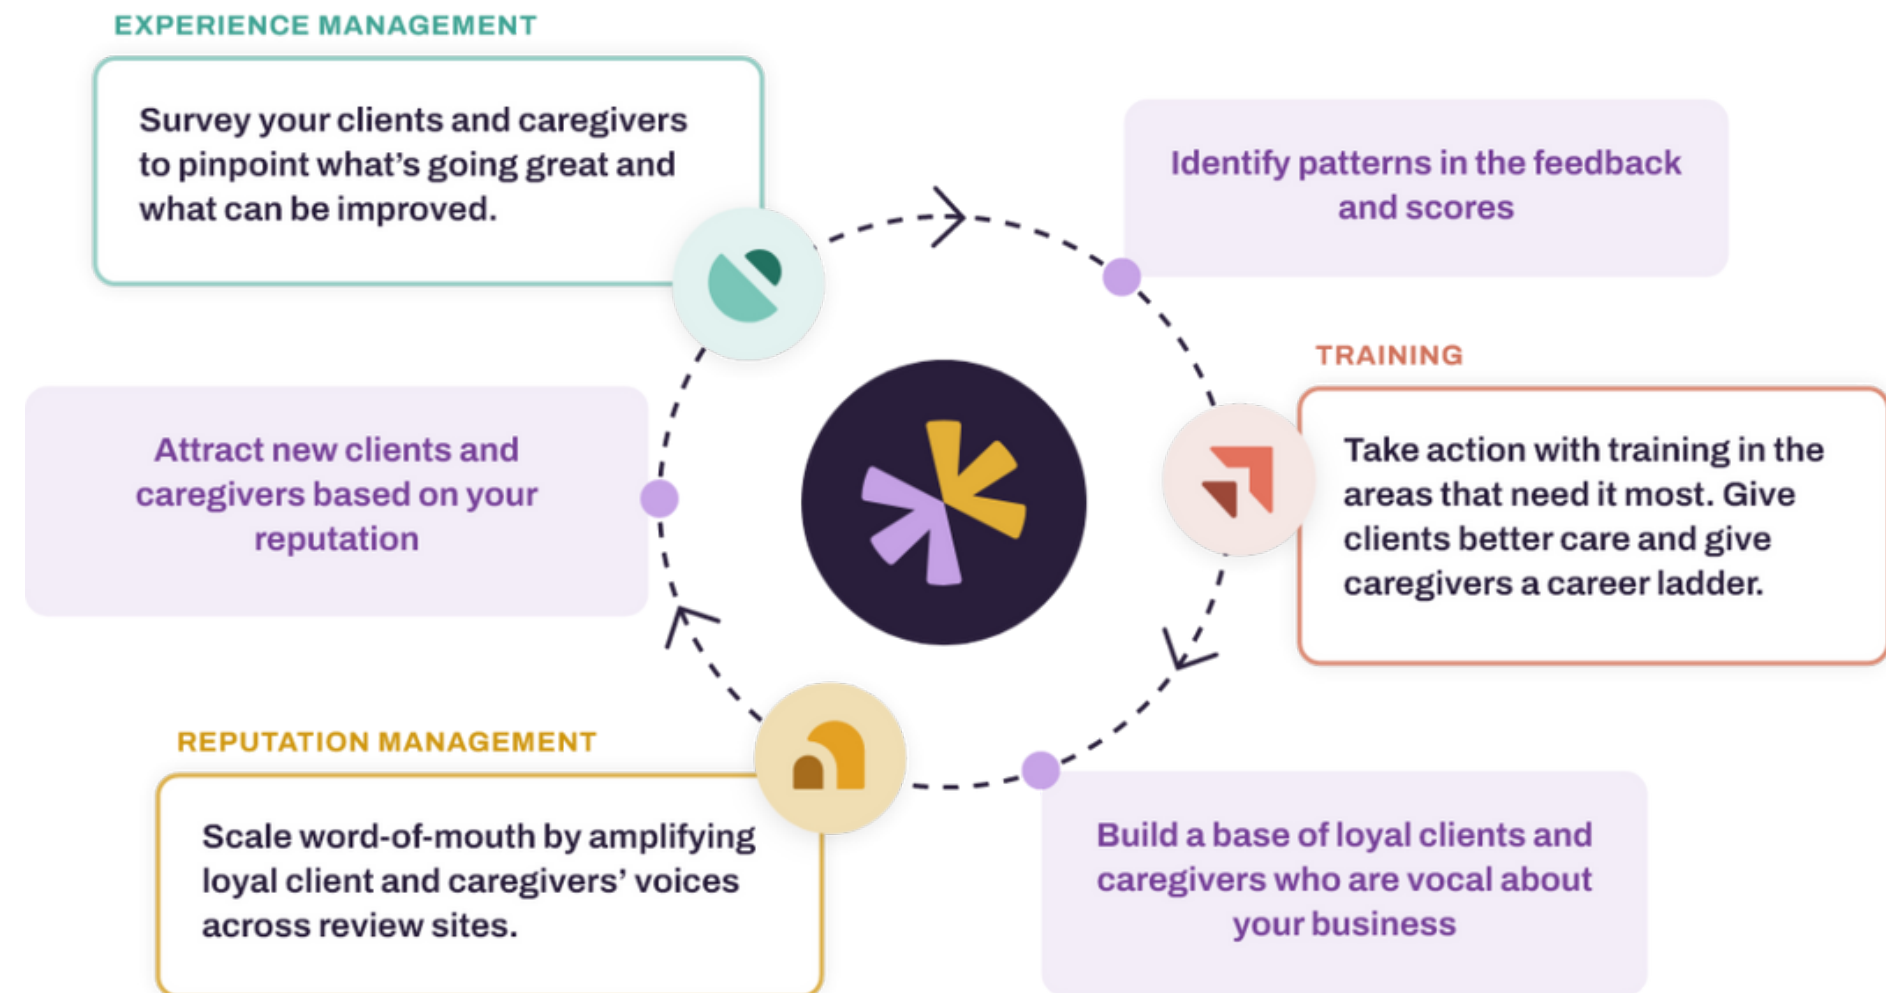 EXPERIENCE MANAGEMENT
Survey your clients and caregivers
to pinpoint what’s going great and
what can be improved.
Identify patterns in the feedback
and scores
TRAINING
Take action with training in the
areas that need it most. Give
clients better care and give
caregivers a career ladder.
Build a base of loyal clients and
caregivers who are vocal about
your business
REPUTATION MANAGEMENT
Scale word-of-mouth by amplifying
loyal client and caregivers’ voices
across review sites.
Attract new clients and
caregivers based on your
reputation